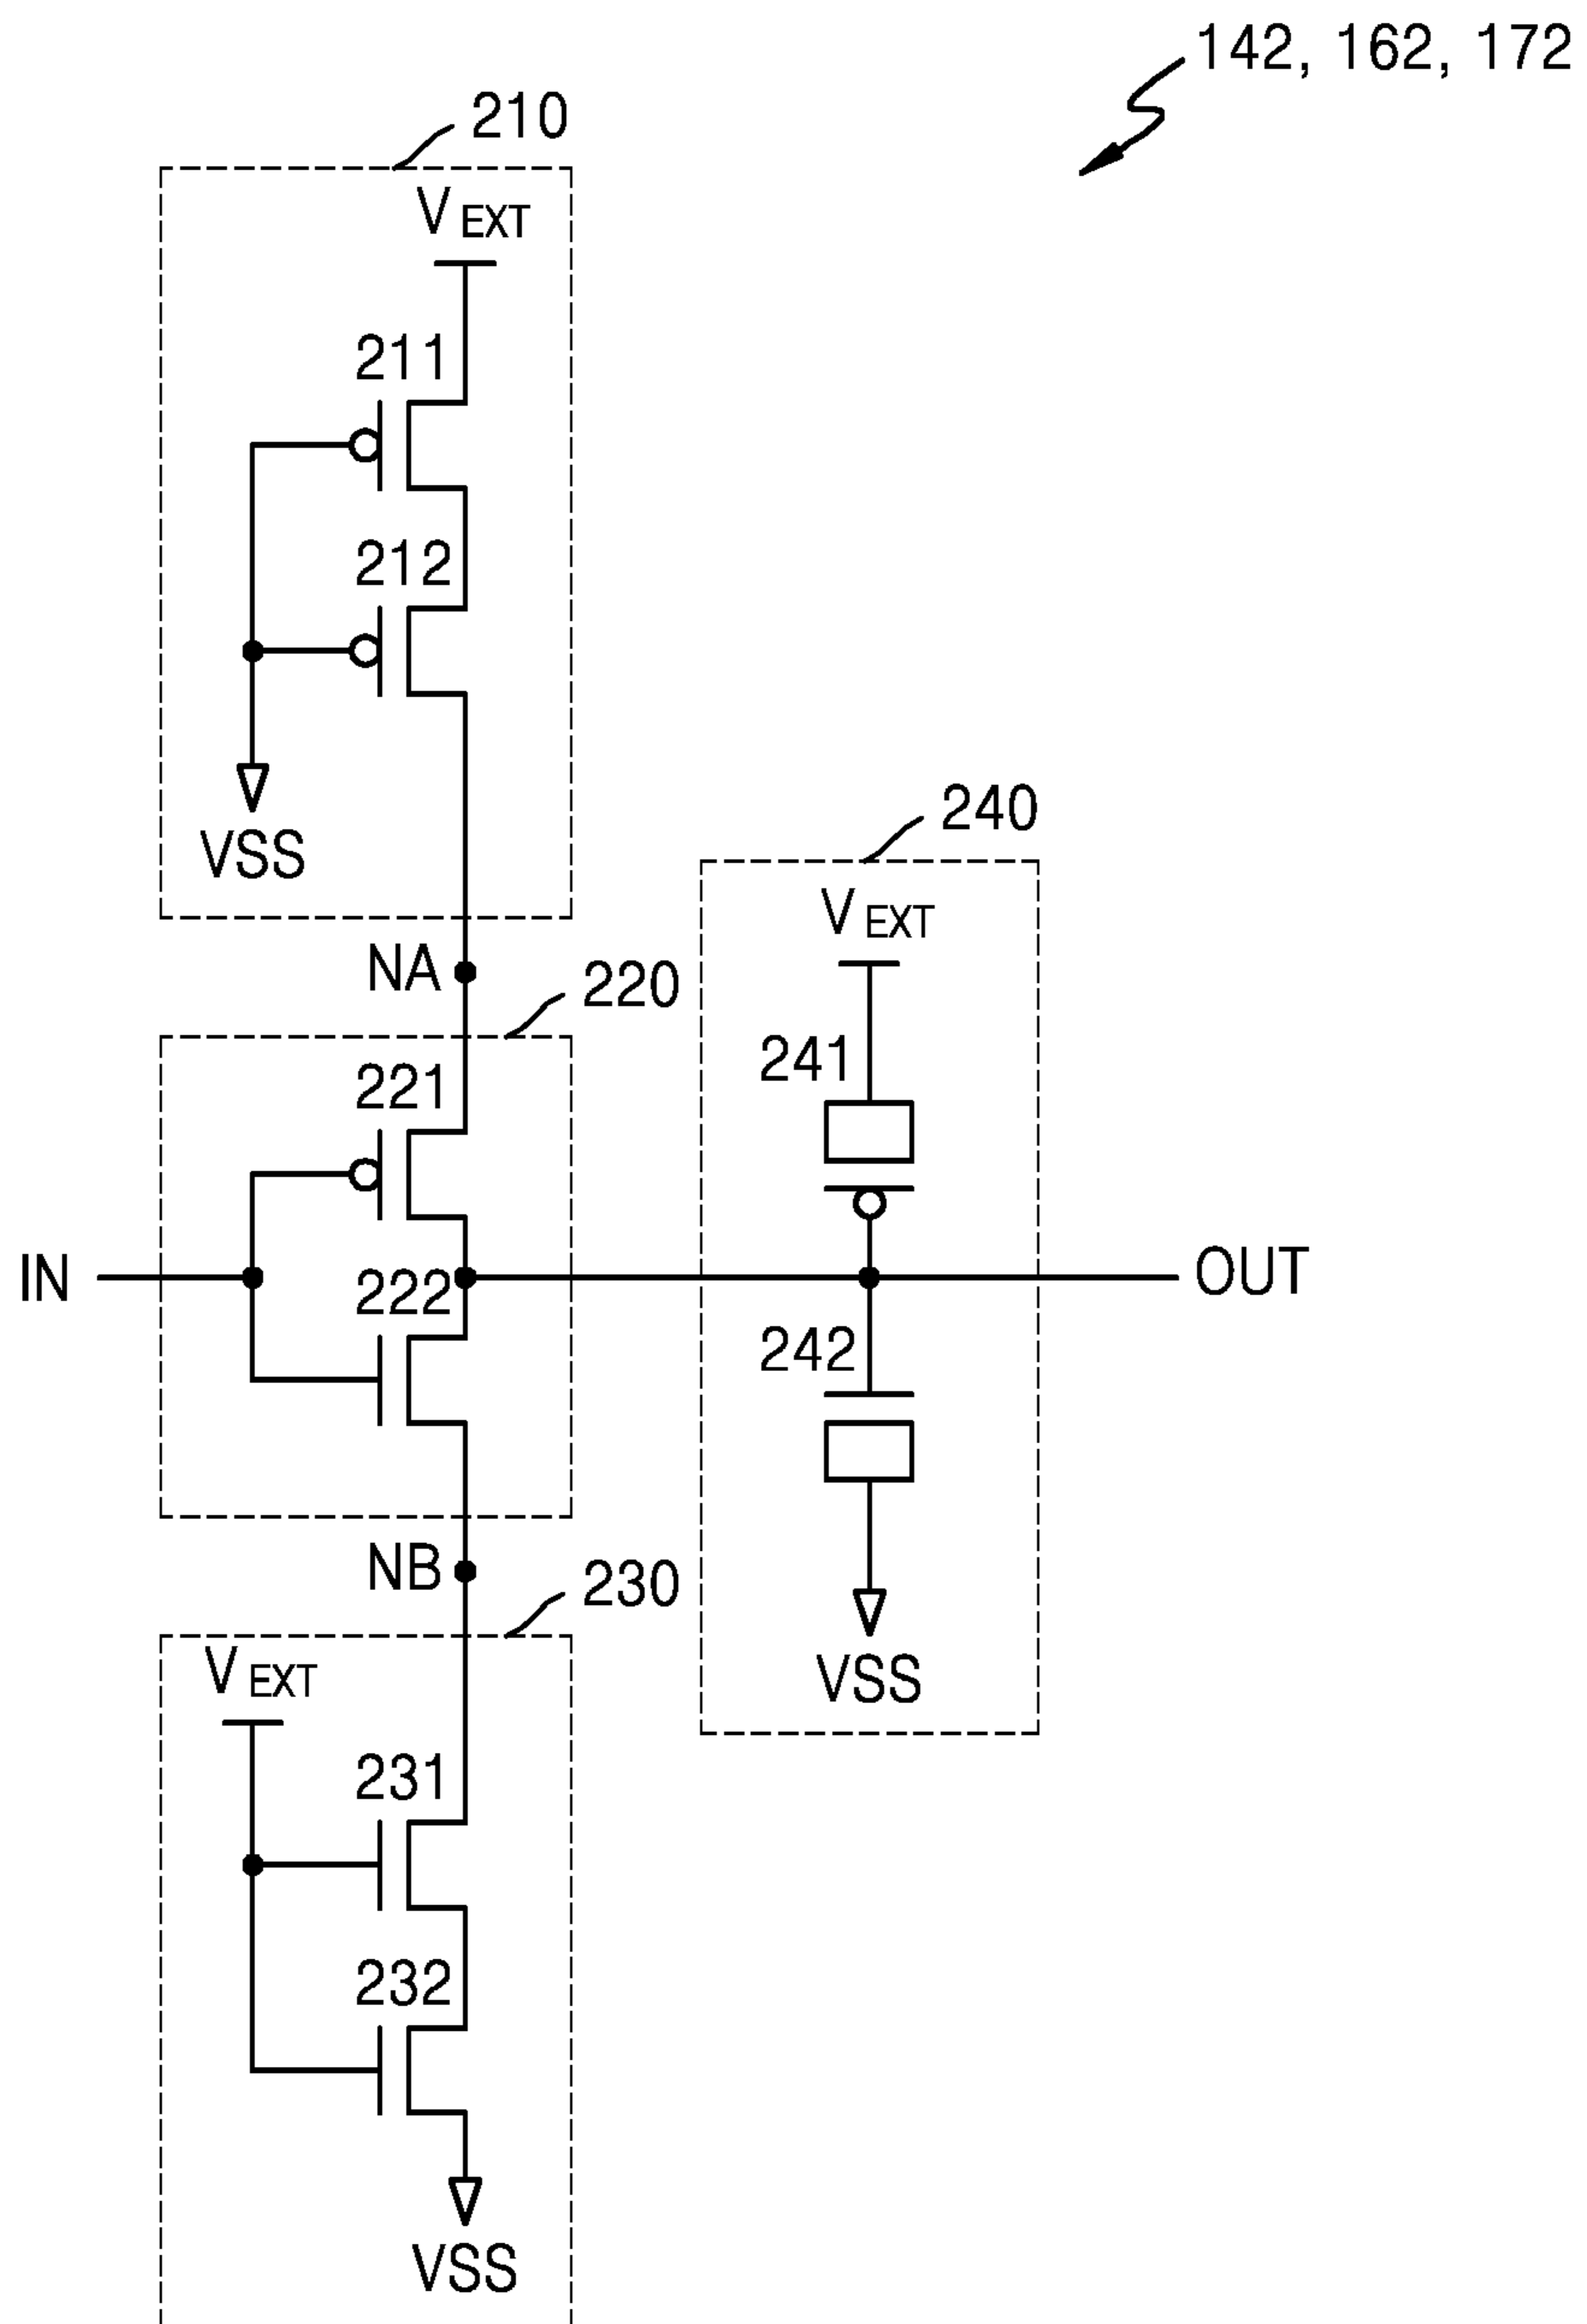 142, 162, 172
210
VEXT
211
212
VSS
240
VEXT
NA
220
241
221
IN
222
OUT
242
NB
230
VEXT
VSS
231
232
VSS